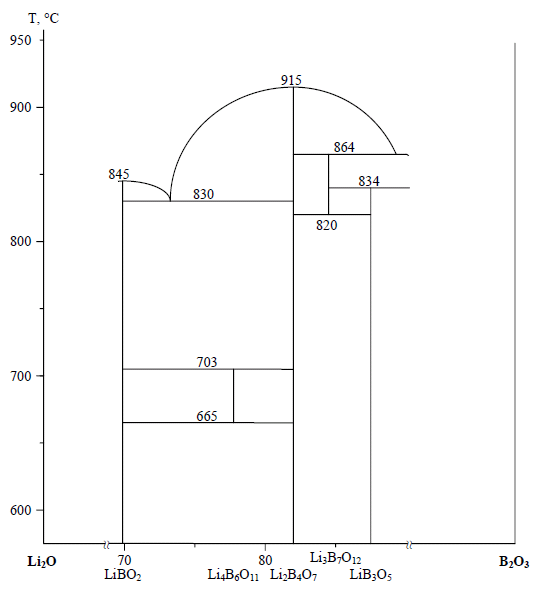 T, °C
950
915
900
864
845
834
830
820
800
703
700
665
600
Li₂O
70
80
B₂O₃
LiBO₂
Li₄B₆O₁₁
Li₂B₄O₇
Li₃B₇O₁₂
LiB₃O₅